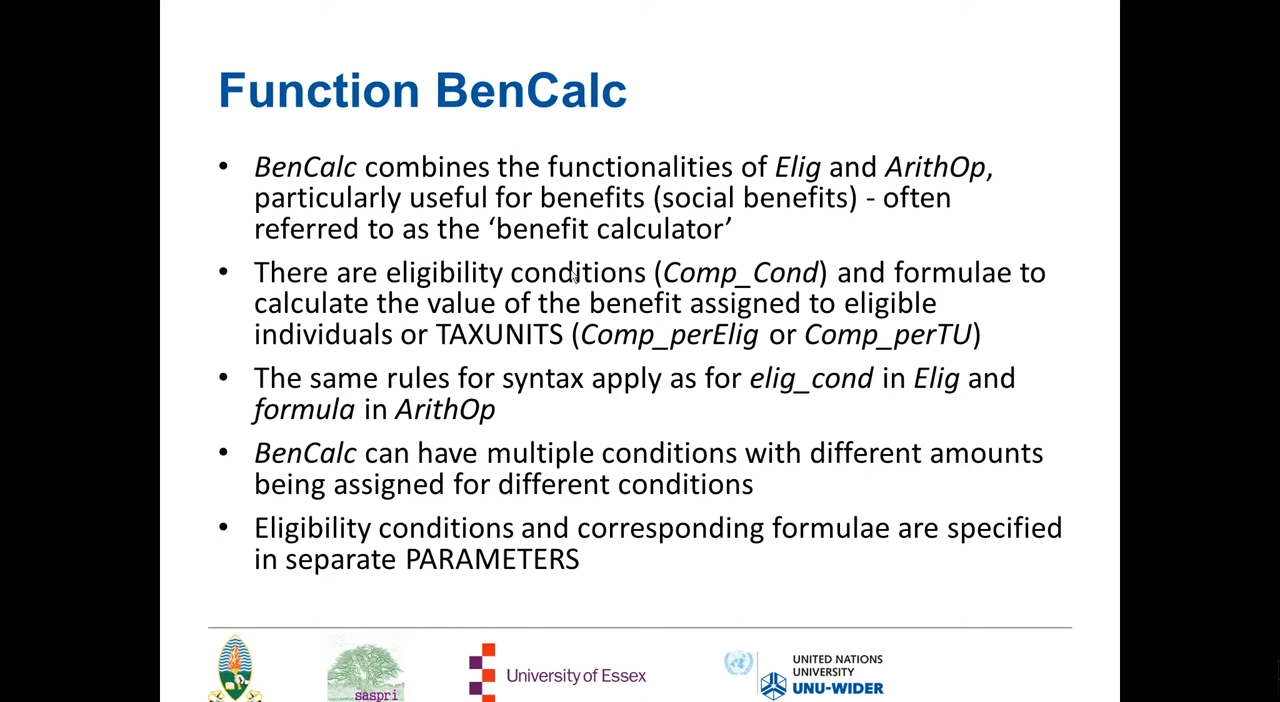 Function BenCalc
• BenCalc combines the functionalities of Elig and ArithOp,
particularly useful for benefits (social benefits) - often
referred to as the ‘benefit calculator’
• There are eligibility conditions (Comp_Cond) and formulae to
calculate the value of the benefit assigned to eligible
individuals or TAXUNITS (Comp_perElig or Comp_perTU)
• The same rules for syntax apply as for elig_cond in Elig and
formula in ArithOp
• BenCalc can have multiple conditions with different amounts
being assigned for different conditions
• Eligibility conditions and corresponding formulae are specified
in separate PARAMETERS
saspri
University of Essex
UNITED NATIONS
UNIVERSITY
UNU-WIDER